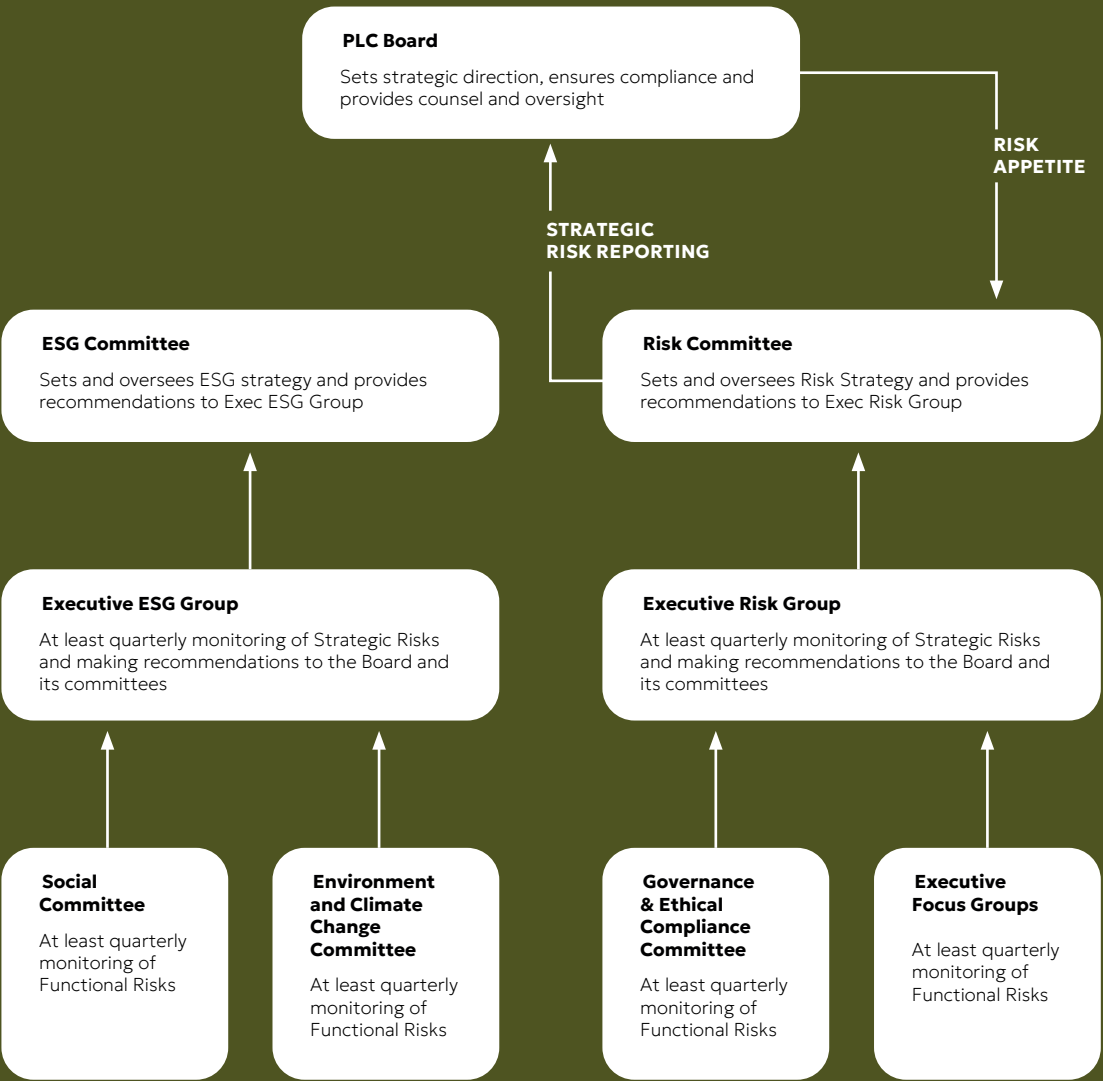 PLC Board
Sets strategic direction, ensures compliance and
provides counsel and oversight
RISK
APPETITE
STRATEGIC
RISK REPORTING
ESG Committee
Sets and oversees ESG strategy and provides
recommendations to Exec ESG Group
Risk Committee
Sets and oversees Risk Strategy and provides
recommendations to Exec Risk Group
Executive ESG Group
At least quarterly monitoring of Strategic Risks
and making recommendations to the Board and
its committees
Executive Risk Group
At least quarterly monitoring of Strategic Risks
and making recommendations to the Board and
its committees
Social
Committee
At least quarterly
monitoring of
Functional Risks
Environment
and Climate
Change
Committee
At least quarterly
monitoring of
Functional Risks
Governance
& Ethical
Compliance
Committee
At least quarterly
monitoring of
Functional Risks
Executive
Focus Groups
At least quarterly
monitoring of
Functional Risks